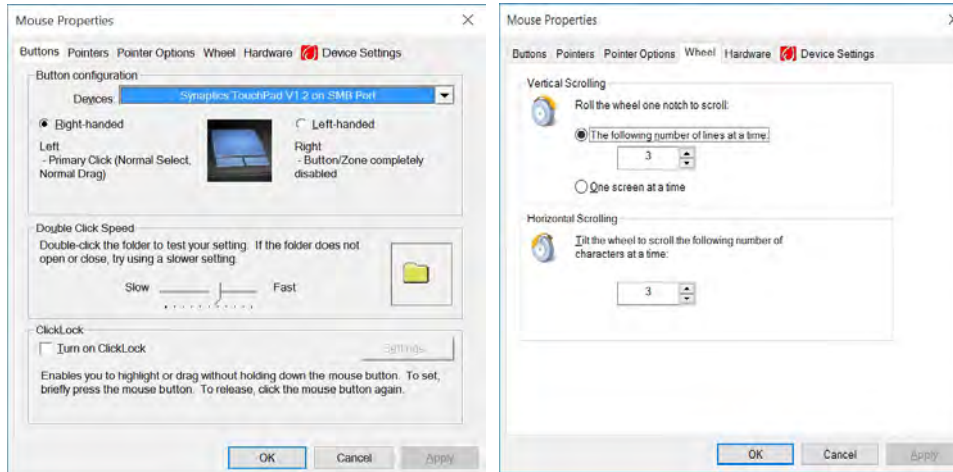 Mouse Properties
Buttons Pointers Pointer Options Wheel Hardware Device Settings
Button configuration
Devices: Synaptics TouchPad V1.2 on SMB Port
Right-handed
Left-handed
Left
- Primary Click (Normal Select,
Normal Drag)
Right
- Button/Zone completely
disabled
Double Click Speed
Double-click the folder to test your setting. If the folder does not
open or close, try using a slower setting.
Slow
Fast
ClickLock
Turn on ClickLock
Settings...
Enables you to highlight or drag without holding down the mouse button. To set,
briefly press the mouse button. To release, click the mouse button again.
OK Cancel Apply
Mouse Properties
Buttons Pointers Pointer Options Wheel Hardware Device Settings
Vertical Scrolling
Roll the wheel one notch to scroll:
The following number of lines at a time:
3
One screen at a time
Horizontal Scrolling
Tilt the wheel to scroll the following number of
characters at a time:
3
OK Cancel Apply